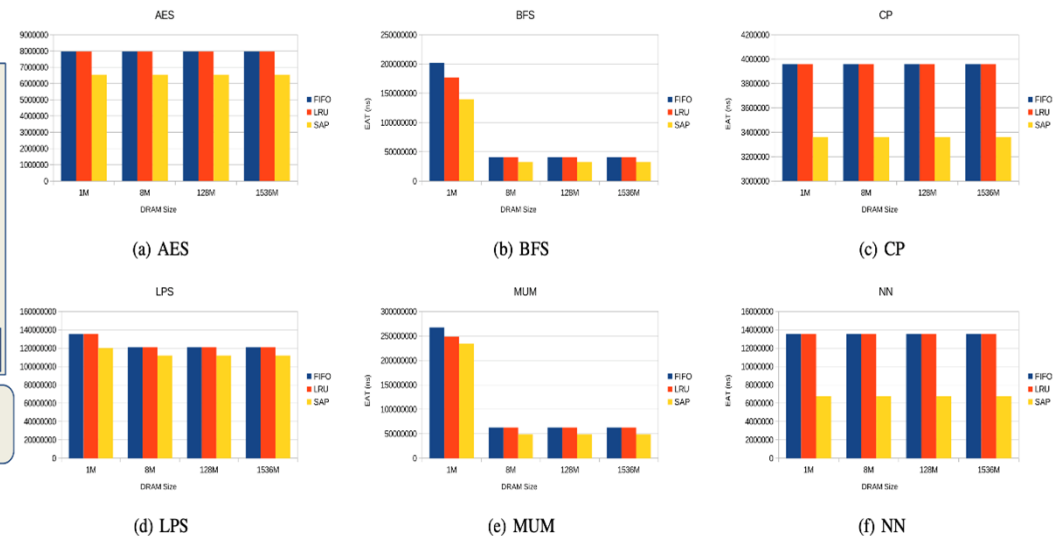 AES
9000000
8000000
7000000
6000000
5000000
4000000
3000000
2000000
1000000
0
1M 8M 128M 1536M
DRAM Size
FIFO
LRU
SAP
(a) AES
BFS
EAT (ns)
250000000
200000000
150000000
100000000
50000000
0
1M 8M 128M 1536M
DRAM Size
FIFO
LRU
SAP
(b) BFS
CP
EAT (ns)
4200000
4000000
3800000
3600000
3400000
3200000
3000000
1M 8M 128M 1536M
DRAM Size
FIFO
LRU
SAP
(c) CP
LPS
160000000
140000000
120000000
100000000
80000000
60000000
40000000
20000000
0
1M 8M 128M 1536M
DRAM Size
FIFO
LRU
SAP
(d) LPS
MUM
EAT (ns)
300000000
250000000
200000000
150000000
100000000
50000000
0
1M 8M 128M 1536M
DRAM Size
FIFO
LRU
SAP
(e) MUM
NN
EAT (ns)
16000000
14000000
12000000
10000000
8000000
6000000
4000000
2000000
0
1M 8M 128M 1536M
DRAM Size
FIFO
LRU
SAP
(f) NN